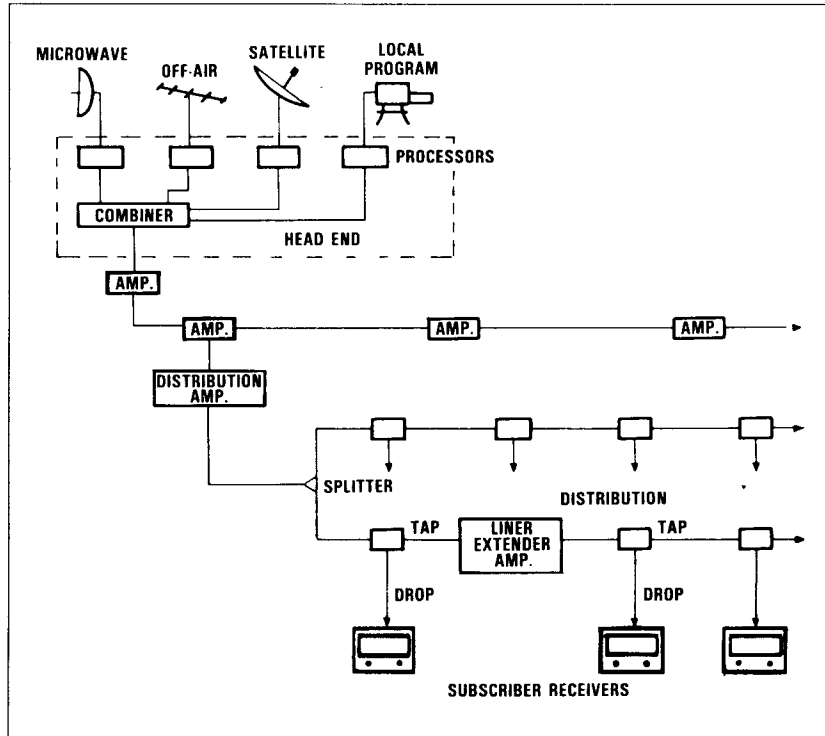 MICROWAVE
OFF-AIR
SATELLITE
LOCAL
PROGRAM
PROCESSORS
COMBINER
HEAD END
AMP.
AMP.
AMP.
AMP.
DISTRIBUTION
AMP.
SPLITTER
DISTRIBUTION
TAP
LINER
EXTENDER
AMP.
TAP
DROP
DROP
SUBSCRIBER RECEIVERS